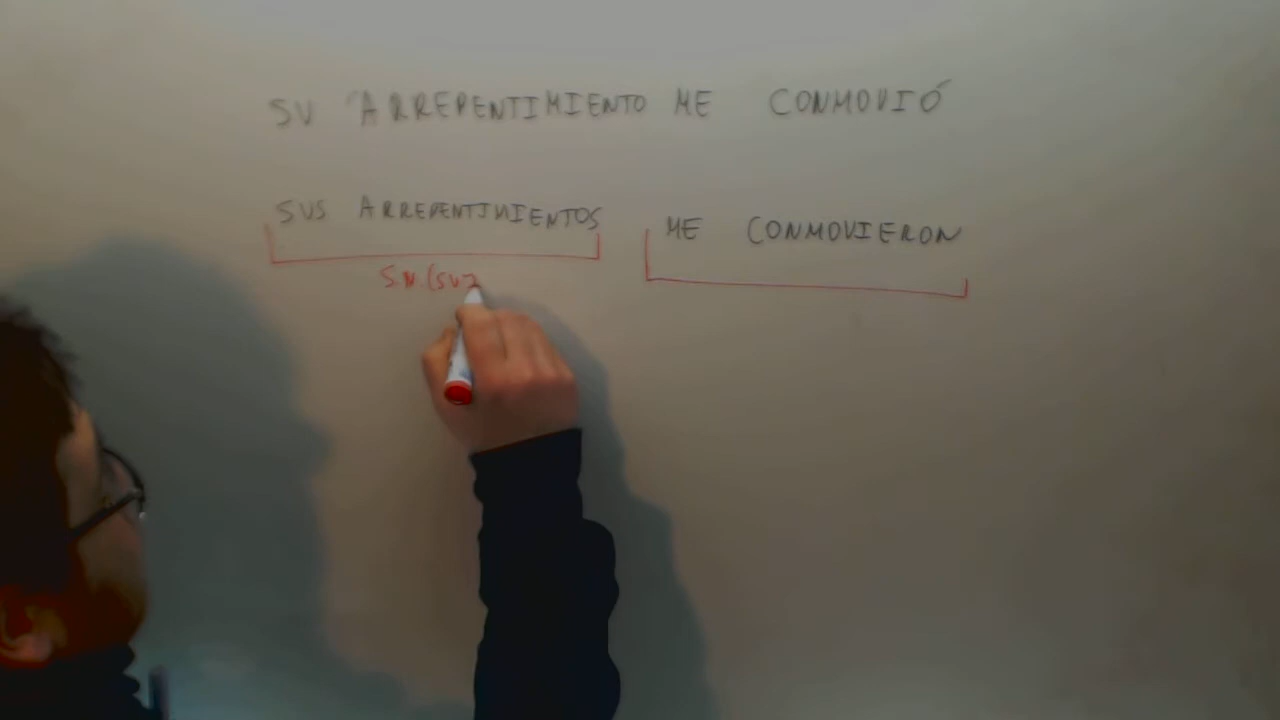 SU ARREPENTIMIENTO ME CONMOVIÓ
SUS ARREPENTIMIENTOS ME CONMOVIERON
S.N. (SUJ